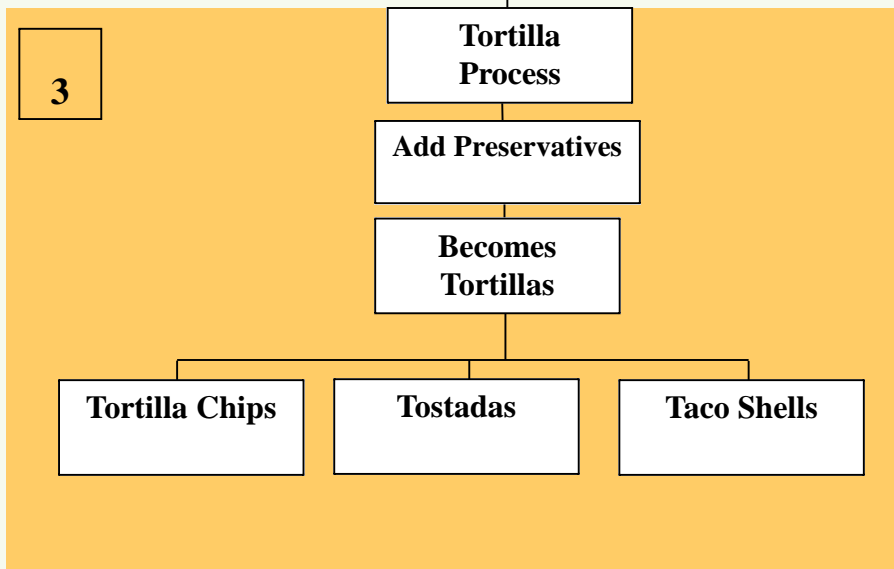 3
Tortilla
Process
Add Preservatives
Becomes
Tortillas
Tortilla Chips
Tostadas
Taco Shells